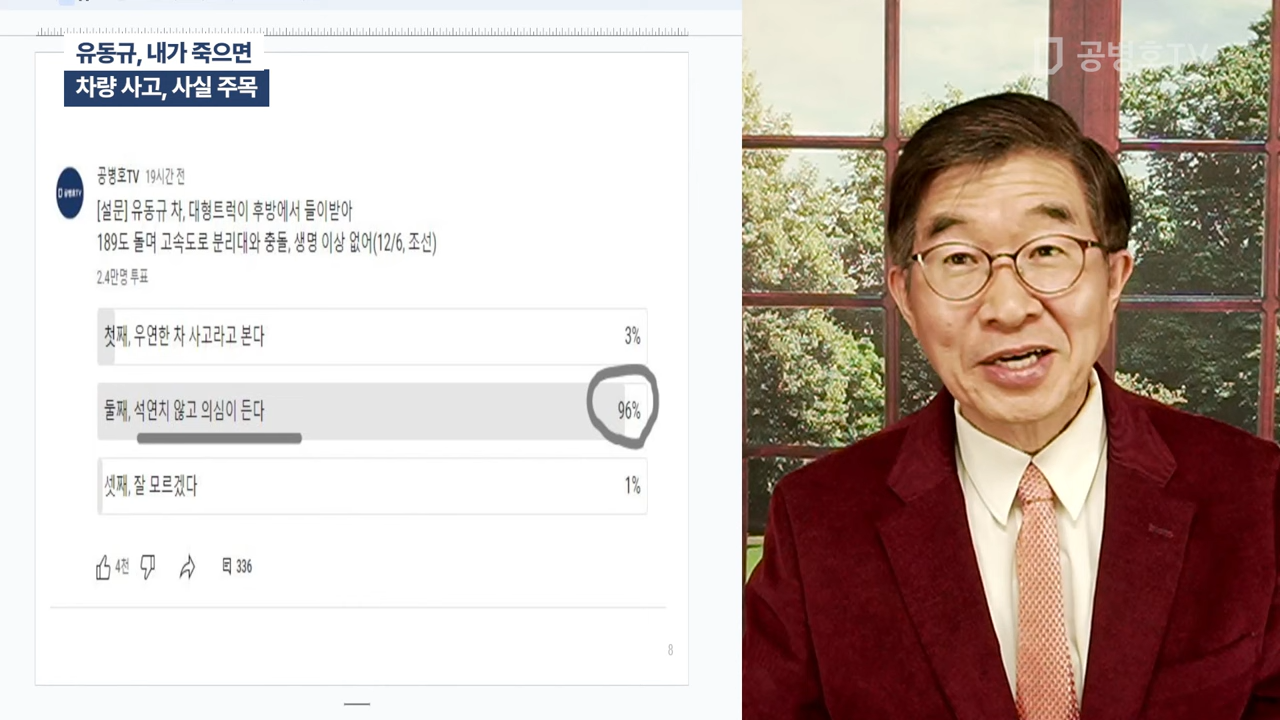 유동규, 내가 죽으면
차량 사고, 사실 주목
공병호TV
공병호TV
공병호TV 19시간 전
[설문] 유동규 차, 대형트럭이 후방에서 들이받아
189도 돌며 고속도로 분리대와 충돌, 생명 이상 없어(12/6, 조선)
2.4만명 투표
첫째, 우연한 차 사고라고 본다 3%
둘째, 석연치 않고 의심이 든다 96%
셋째, 잘 모르겠다 1%
4천 336
8